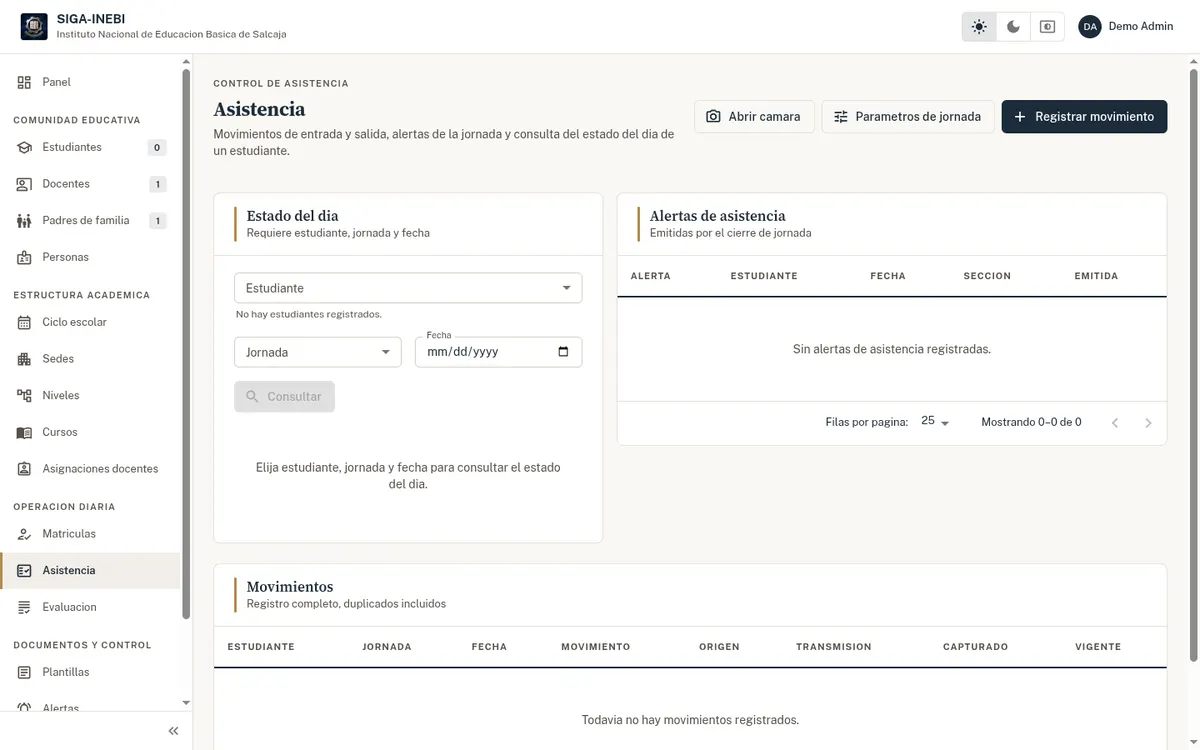 SIGA-INEBI
Instituto Nacional de Educacion Basica de Salcaja
DA
Demo Admin
Panel
COMUNIDAD EDUCATIVA
Estudiantes 0
Docentes 1
Padres de familia 1
Personas
ESTRUCTURA ACADEMICA
Ciclo escolar
Sedes
Niveles
Cursos
Asignaciones docentes
OPERACION DIARIA
Matriculas
Asistencia
Evaluacion
DOCUMENTOS Y CONTROL
Plantillas
Alertas
CONTROL DE ASISTENCIA
Asistencia
Movimientos de entrada y salida, alertas de la jornada y consulta del estado del dia de
un estudiante.
Abrir camara
Parametros de jornada
Registrar movimiento
Estado del dia
Requiere estudiante, jornada y fecha
Estudiante
No hay estudiantes registrados.
Jornada
Fecha
mm/dd/yyyy
Consultar
Elija estudiante, jornada y fecha para consultar el estado
del dia.
Alertas de asistencia
Emitidas por el cierre de jornada
ALERTA ESTUDIANTE FECHA SECCION EMITIDA
Sin alertas de asistencia registradas.
Filas por pagina: 25 Mostrando 0–0 de 0
Movimientos
Registro completo, duplicados incluidos
ESTUDIANTE JORNADA FECHA MOVIMIENTO ORIGEN TRANSMISION CAPTURADO VIGENTE
Todavia no hay movimientos registrados.